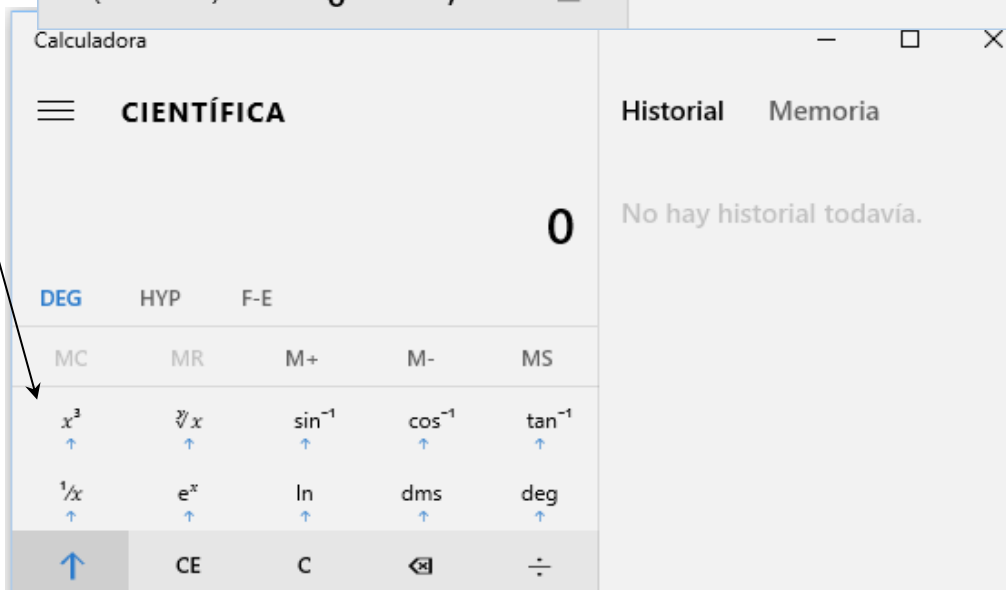 Calculadora
CIENTÍFICA
Historial Memoria
0
No hay historial todavía.
DEG HYP F-E
MC MR M+ M- MS
x³ ʸ√x sin⁻¹ cos⁻¹ tan⁻¹
¹/x eˣ ln dms deg
CE C ÷